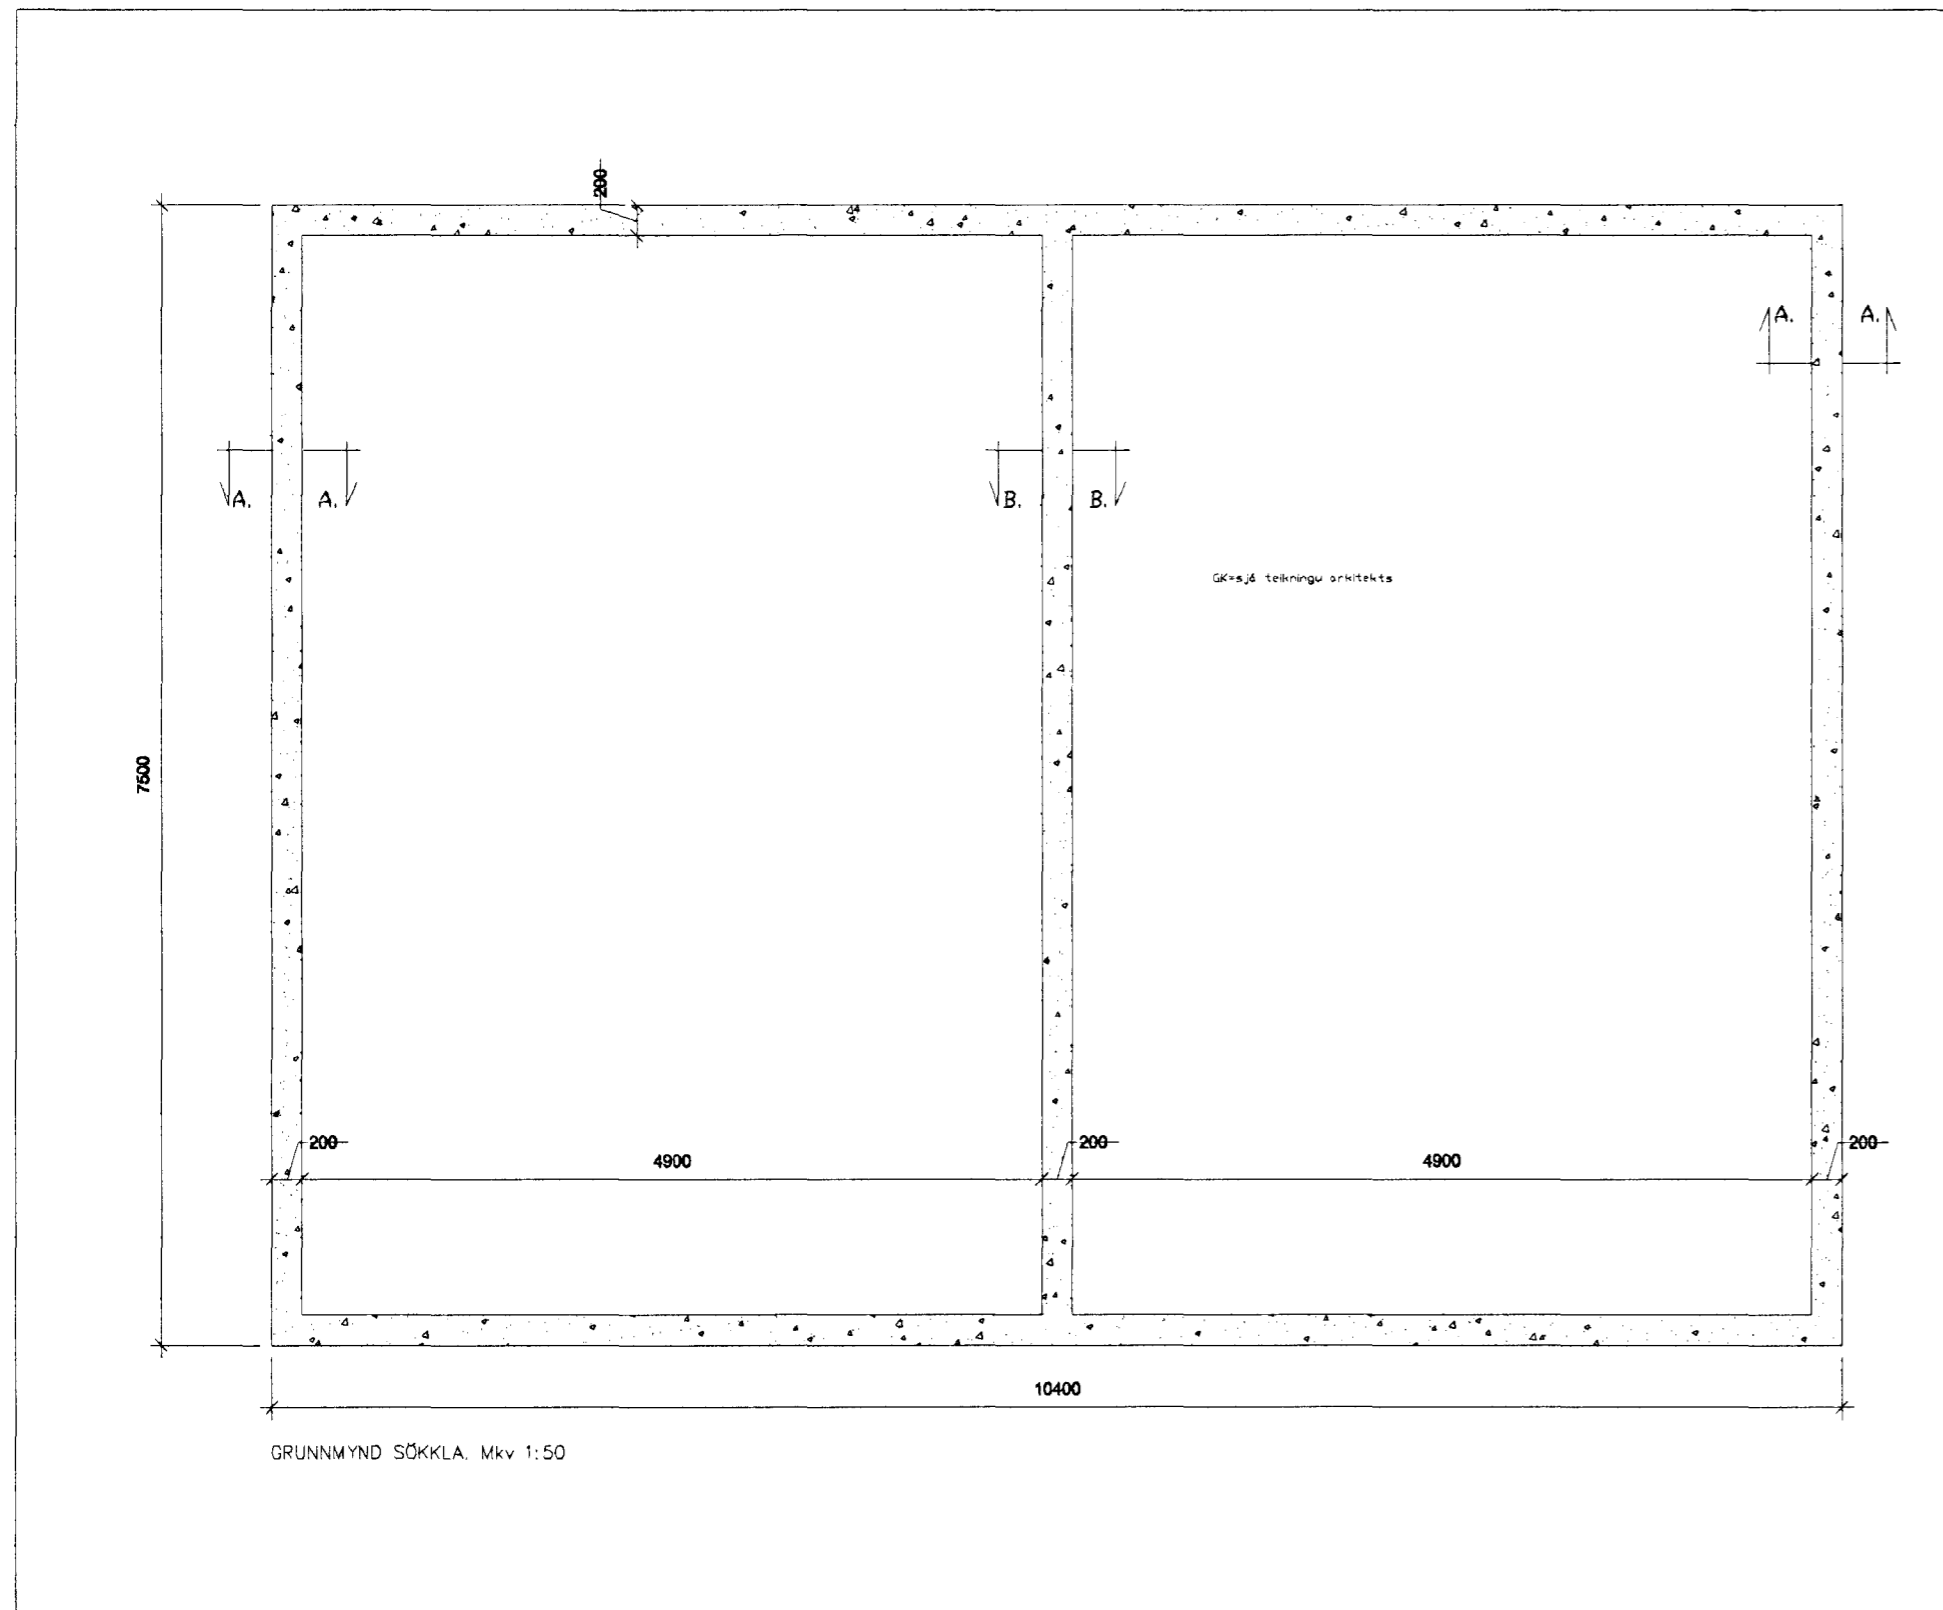 200
A. A.
A. A. B. B.
GK=sjá teikningu arkitekts
7500
200 200 200
4900 4900
10400
GRUNNMYND SÖKKLA. Mkv 1:50